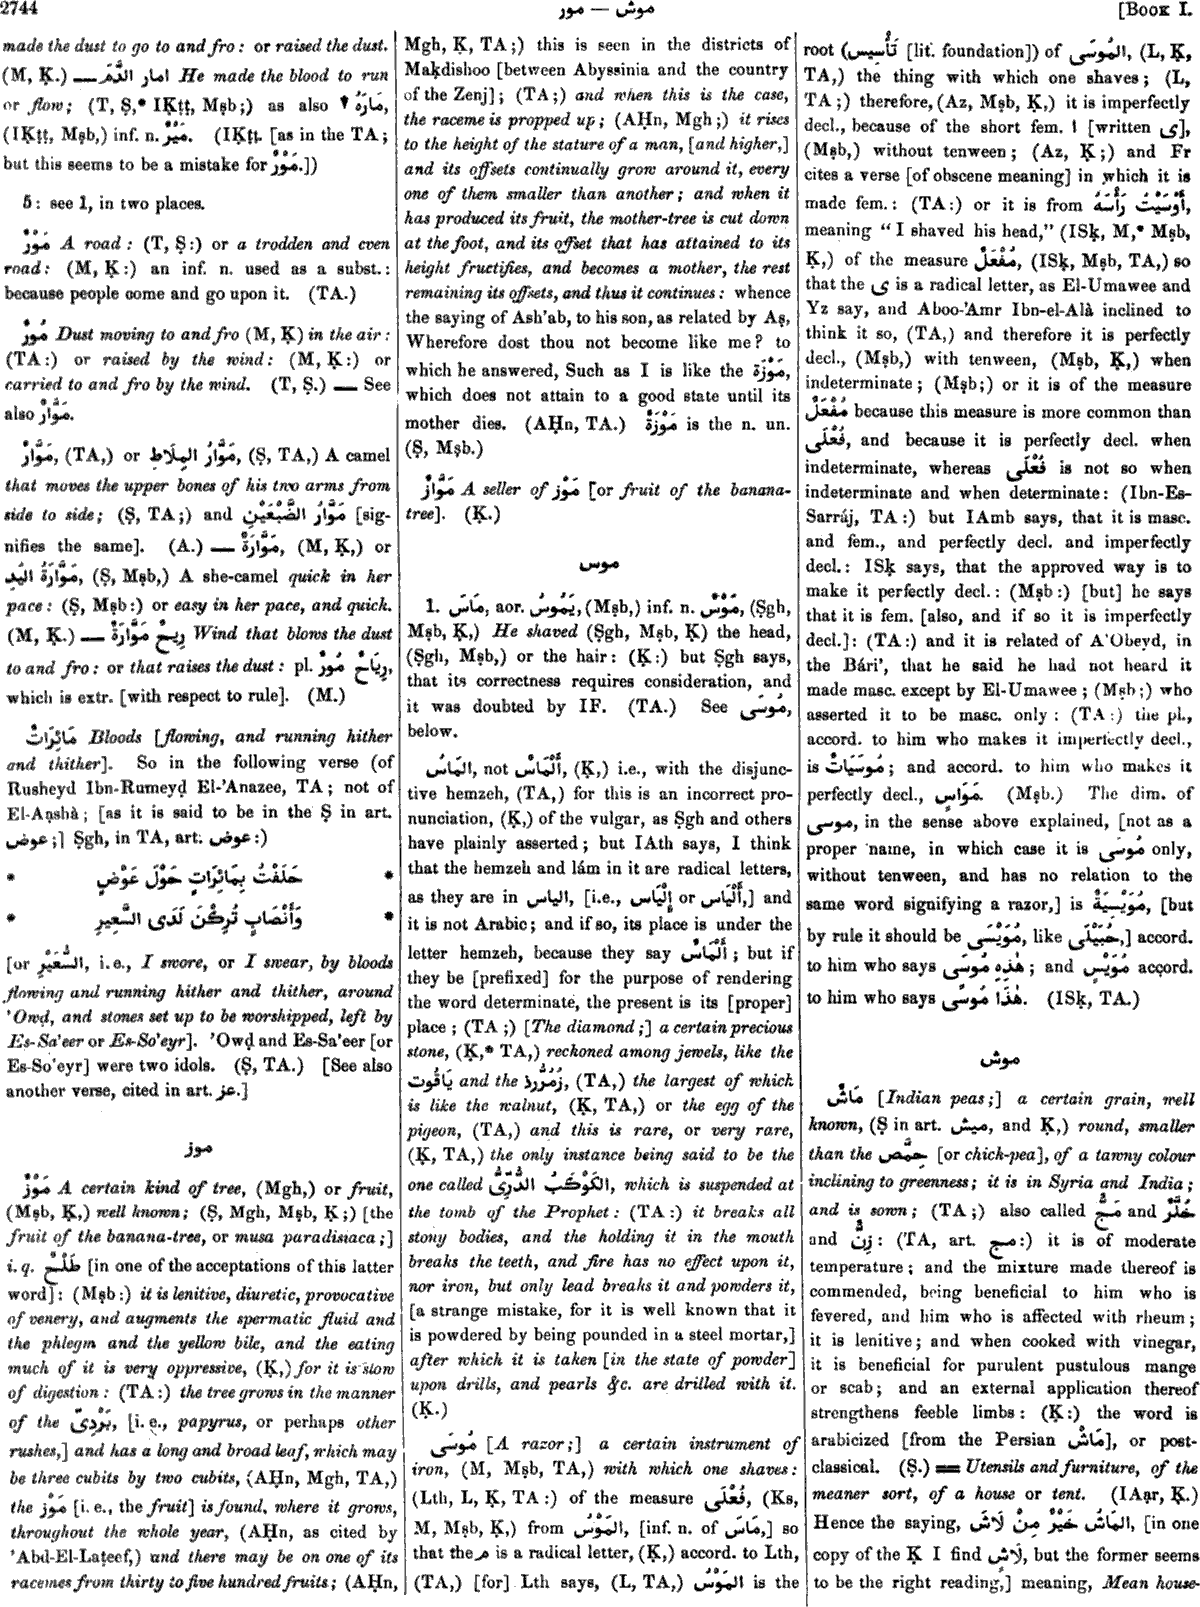 2744
مور — موش
[Book I.
made the dust to go to and fro: or raised the dust.
(M, Ḳ.) — امار الدَّمَ He made the blood to run
or flow; (T, Ṣ,* IḲṭṭ, Mṣb;) as also ▼ مَارَهُ,
(IḲṭṭ, Mṣb,) inf. n. مَيْرٌ. (IḲṭṭ. [as in the TA;
but this seems to be a mistake for مَوْرٌ.])
5: see 1, in two places.
مَوْرٌ A road: (T, Ṣ:) or a trodden and even
road: (M, Ḳ:) an inf. n. used as a subst.:
because people come and go upon it. (TA.)
مُورٌ Dust moving to and fro (M, Ḳ) in the air:
(TA:) or raised by the wind: (M, Ḳ:) or
carried to and fro by the wind. (T, Ṣ.) — See
also مَوَّارٌ.
مَوَّارٌ, (TA,) or مَوَّارُ المِلَاطِ, (Ṣ, TA,) A camel
that moves the upper bones of his two arms from
side to side; (Ṣ, TA;) and مَوَّارُ الضَّبْعَيْنِ [sig-
nifies the same]. (A.) — مَوَّارَةٌ, (M, Ḳ,) or
مَوَّارَةُ اليَدِ, (Ṣ, Mṣb,) A she-camel quick in her
pace: (Ṣ, Mṣb:) or easy in her pace, and quick.
(M, Ḳ.) — رِيحٌ مَوَّارَةٌ Wind that blows the dust
to and fro: or that raises the dust: pl. رِيَاحٌ مُورٌ,
which is extr. [with respect to rule]. (M.)
مَائِرَاتٌ Bloods [flowing, and running hither
and thither]. So in the following verse (of
Rusheyd Ibn-Rumeyḍ El-'Anazee, TA; not of
El-Aạshà; [as it is said to be in the Ṣ in art.
عوض;] Ṣgh, in TA, art. عوض:)
* حَلَفْتُ بِمَائِرَاتٍ حَوْلَ عَوْضٍ *
* وَأَنْصَابٍ تُرِكْنَ لَدَى السَّعِيرِ *
[or السُّعَيْرِ, i.e., I swore, or I swear, by bloods
flowing and running hither and thither, around
'Owḍ, and stones set up to be worshipped, left by
Es-Sa'eer or Es-So'eyr]. 'Owḍ and Es-Sa'eer [or
Es-So'eyr] were two idols. (Ṣ, TA.) [See also
another verse, cited in art. عز.]
موز
مَوْزٌ A certain kind of tree, (Mgh,) or fruit,
(Mṣb, Ḳ,) well known; (Ṣ, Mgh, Mṣb, Ḳ;) [the
fruit of the banana-tree, or musa paradisiaca;]
i. q. طَلْحٌ [in one of the acceptations of this latter
word]: (Mṣb:) it is lenitive, diuretic, provocative
of venery, and augments the spermatic fluid and
the phlegm and the yellow bile, and the eating
much of it is very oppressive, (Ḳ,) for it is slow
of digestion: (TA:) the tree grows in the manner
of the بَرْدِىّ, [i. e., papyrus, or perhaps other
rushes,] and has a long and broad leaf, which may
be three cubits by two cubits, (AḤn, Mgh, TA,)
the مَوْز [i. e., the fruit] is found, where it grows,
throughout the whole year, (AḤn, as cited by
'Abd-El-Laṭeef,) and there may be on one of its
racemes from thirty to five hundred fruits; (AḤn,
Mgh, Ḳ, TA;) this is seen in the districts of
Maḳdishoo [between Abyssinia and the country
of the Zenj]; (TA;) and when this is the case,
the raceme is propped up; (AḤn, Mgh;) it rises
to the height of the stature of a man, [and higher,]
and its offsets continually grow around it, every
one of them smaller than another; and when it
has produced its fruit, the mother-tree is cut down
at the foot, and its offset that has attained to its
height fructifies, and becomes a mother, the rest
remaining its offsets, and thus it continues: whence
the saying of Ash'ab, to his son, as related by Aṣ,
Wherefore dost thou not become like me? to
which he answered, Such as I is like the مَوْزَة,
which does not attain to a good state until its
mother dies. (AḤn, TA.) مَوْزَةٌ is the n. un.
(Ṣ, Mṣb.)
مَوَّازٌ A seller of مَوْز [or fruit of the banana-
tree]. (Ḳ.)
موس
1. مَاسَ, aor. يَمُوسُ, (Mṣb,) inf. n. مَوْسٌ, (Ṣgh,
Mṣb, Ḳ,) He shaved (Ṣgh, Mṣb, Ḳ) the head,
(Ṣgh, Mṣb,) or the hair: (Ḳ:) but Ṣgh says,
that its correctness requires consideration, and
it was doubted by IF. (TA.) See مُوسَى,
below.
المَاسُ, not أَلْمَاسُ, (Ḳ,) i.e., with the disjunc-
tive hemzeh, (TA,) for this is an incorrect pro-
nunciation, (Ḳ,) of the vulgar, as Ṣgh and others
have plainly asserted; but IAth says, I think
that the hemzeh and lám in it are radical letters,
as they are in الياس, [i.e., إِلْيَاس or أَلْيَاس,] and
it is not Arabic; and if so, its place is under the
letter hemzeh, because they say أَلْمَاسٌ; but if
they be [prefixed] for the purpose of rendering
the word determinate, the present is its [proper]
place; (TA;) [The diamond;] a certain precious
stone, (Ḳ,* TA,) reckoned among jewels, like the
يَاقُوت and the زُمُرُّذ, (TA,) the largest of which
is like the walnut, (Ḳ, TA,) or the egg of the
pigeon, (TA,) and this is rare, or very rare,
(Ḳ, TA,) the only instance being said to be the
one called الكَوْكَبُ الدُّرِّىُّ, which is suspended at
the tomb of the Prophet: (TA:) it breaks all
stony bodies, and the holding it in the mouth
breaks the teeth, and fire has no effect upon it,
nor iron, but only lead breaks it and powders it,
[a strange mistake, for it is well known that it
is powdered by being pounded in a steel mortar,]
after which it is taken [in the state of powder]
upon drills, and pearls &c. are drilled with it.
(Ḳ.)
مُوسَى [A razor;] a certain instrument of
iron, (M, Mṣb, TA,) with which one shaves:
(Lth, L, Ḳ, TA:) of the measure فُعْلَى, (Ks,
M, Mṣb, Ḳ,) from المَوْسُ, [inf. n. of مَاسَ,] so
that the م is a radical letter, (Ḳ,) accord. to Lth,
(TA,) [for] Lth says, (L, TA,) المَوْسُ is the
root (تَأْسِيس [lit. foundation]) of المُوسَى, (L, Ḳ,
TA,) the thing with which one shaves; (L,
TA;) therefore, (Az, Mṣb, Ḳ,) it is imperfectly
decl., because of the short fem. ا [written ى],
(Mṣb,) without tenween; (Az, Ḳ;) and Fr
cites a verse [of obscene meaning] in which it is
made fem.: (TA:) or it is from أَوْسَيْتُ رَأْسَهُ,
meaning "I shaved his head," (ISḳ, M,* Mṣb,
Ḳ,) of the measure مُفْعَلٌ, (ISḳ, Mṣb, TA,) so
that the ى is a radical letter, as El-Umawee and
Yz say, and Aboo-'Amr Ibn-el-Alà inclined to
think it so, (TA,) and therefore it is perfectly
decl., (Mṣb,) with tenween, (Mṣb, Ḳ,) when
indeterminate; (Mṣb;) or it is of the measure
مُفْعَلٌ because this measure is more common than
فُعْلَى, and because it is perfectly decl. when
indeterminate, whereas فُعْلَى is not so when
indeterminate and when determinate: (Ibn-Es-
Sarráj, TA:) but IAmb says, that it is masc.
and fem., and perfectly decl. and imperfectly
decl.: ISḳ says, that the approved way is to
make it perfectly decl.: (Mṣb:) [but] he says
that it is fem. [also, and if so it is imperfectly
decl.]: (TA:) and it is related of A'Obeyd, in
the Bári', that he said he had not heard it
made masc. except by El-Umawee; (Mṣb;) who
asserted it to be masc. only: (TA:) the pl.,
accord. to him who makes it imperfectly decl.,
is مُوسَيَاتٌ; and accord. to him who makes it
perfectly decl., مَوَاسٍ. (Mṣb.) The dim. of
موسى, in the sense above explained, [not as a
proper name, in which case it is مُوسَى only,
without tenween, and has no relation to the
same word signifying a razor,] is مُوَيْسِيَةٌ, [but
by rule it should be مُوَيْسَى, like حُبَيْلَى,] accord.
to him who says هٰذِهِ مُوسَى; and مُوَيْسٍ accord.
to him who says هٰذَا مُوسًى. (ISḳ, TA.)
موش
مَاشٌ [Indian peas;] a certain grain, well
known, (Ṣ in art. ميش, and Ḳ,) round, smaller
than the حِمَّص [or chick-pea], of a tawny colour
inclining to greenness; it is in Syria and India;
and is sown; (TA;) also called مَجٌّ and خُلَّرٌ
and زِنٌّ: (TA, art. مج:) it is of moderate
temperature; and the mixture made thereof is
commended, being beneficial to him who is
fevered, and him who is affected with rheum;
it is lenitive; and when cooked with vinegar,
it is beneficial for purulent pustulous mange
or scab; and an external application thereof
strengthens feeble limbs: (Ḳ:) the word is
arabicized [from the Persian مَاشْ], or post-
classical. (Ṣ.) = Utensils and furniture, of the
meaner sort, of a house or tent. (IAạr, Ḳ.)
Hence the saying, المَاشُ خَيْرٌ مِنْ لَاشَ, [in one
copy of the Ḳ I find لَاشٍ, but the former seems
to be the right reading,] meaning, Mean house-